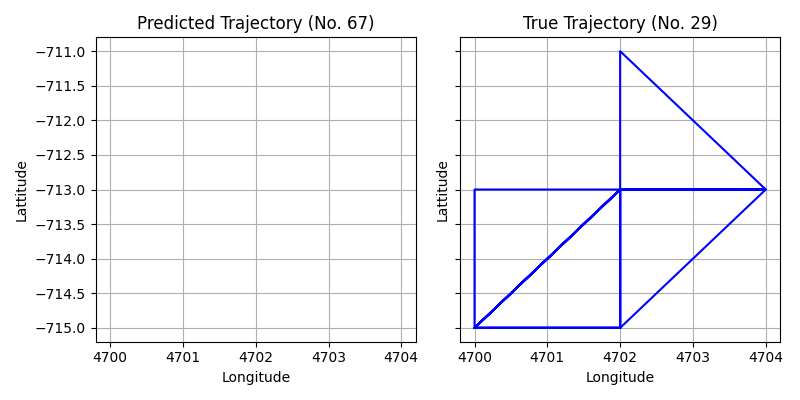 Predicted Trajectory (No. 67)
True Trajectory (No. 29)
−711.0
−711.5
−712.0
−712.5
−713.0
−713.5
−714.0
−714.5
−715.0
Lattitude
Lattitude
4700 4701 4702 4703 4704
4700 4701 4702 4703 4704
Longitude
Longitude